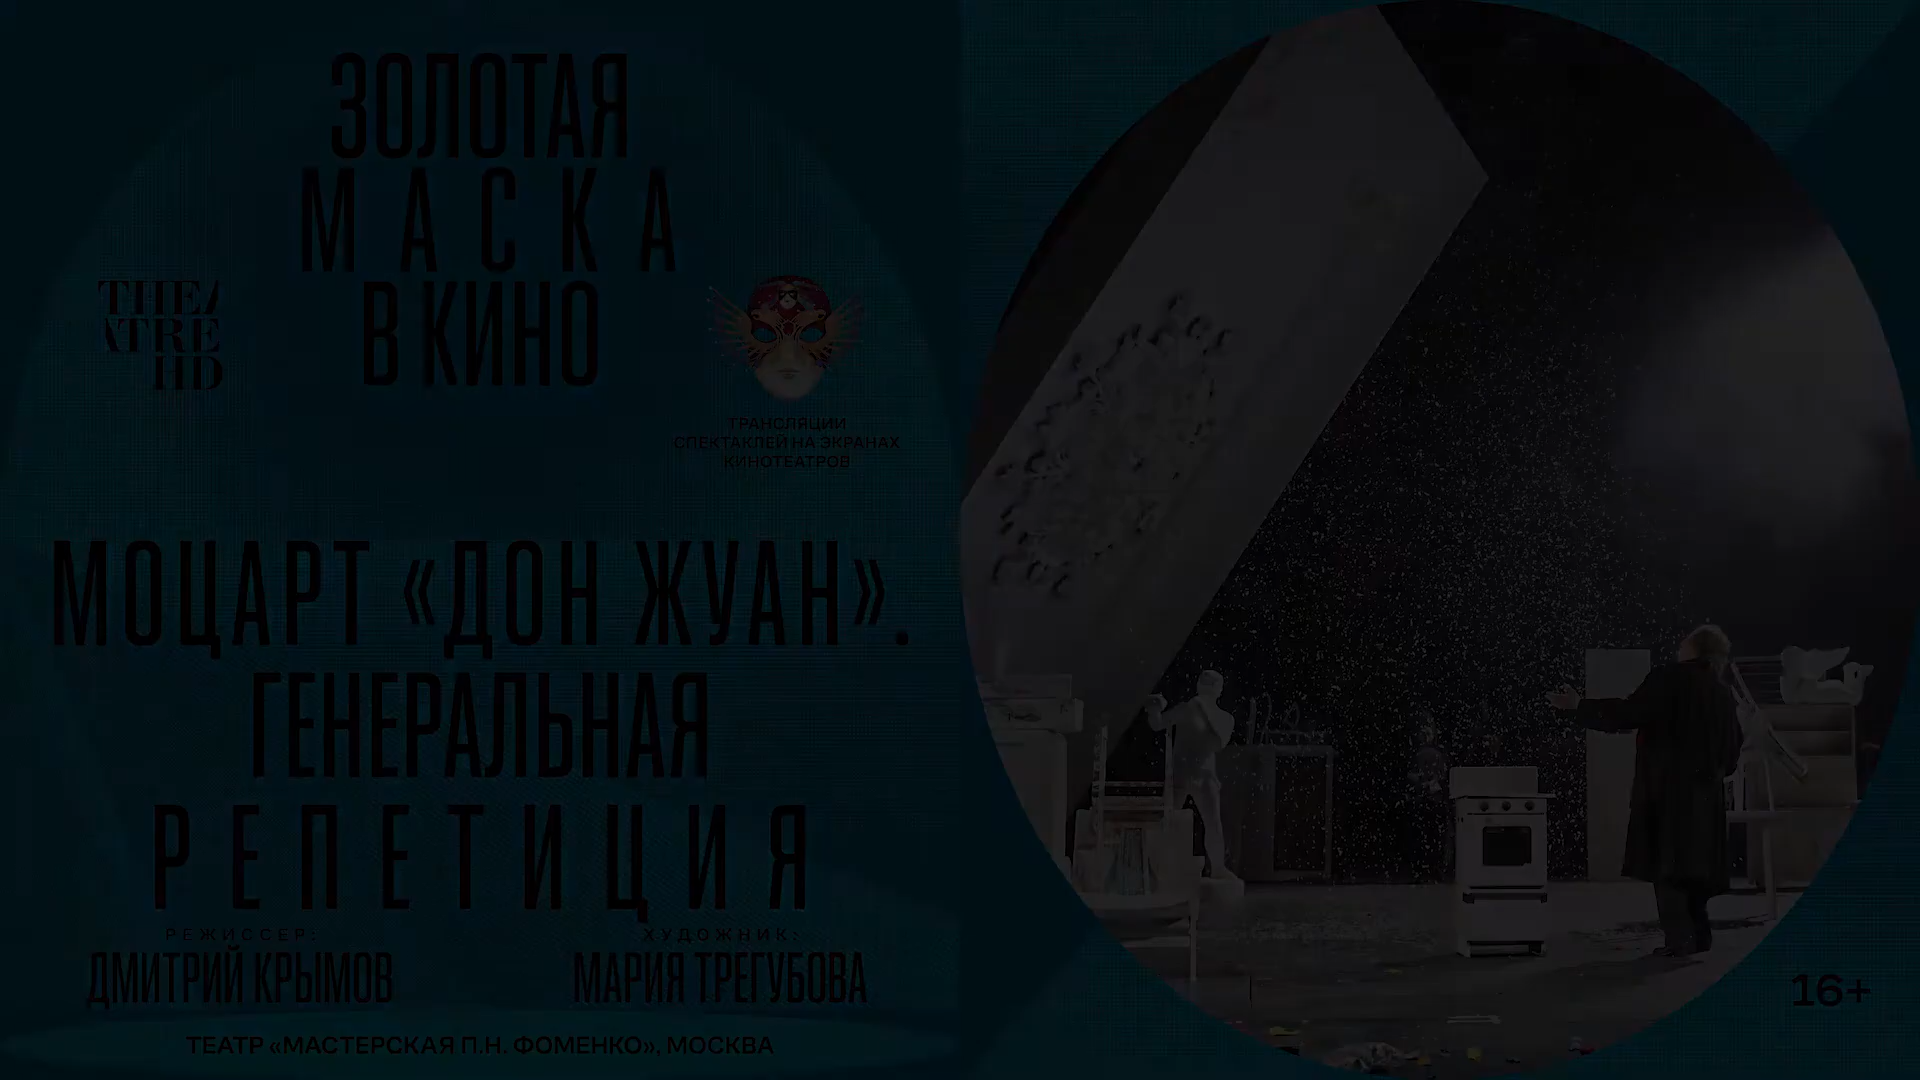 ЗОЛОТАЯ
МАСКА
В КИНО
THEA
ATRE
HD
ТРАНСЛЯЦИИ
СПЕКТАКЛЕЙ НА ЭКРАНАХ
КИНОТЕАТРОВ
МОЦАРТ «ДОН ЖУАН».
ГЕНЕРАЛЬНАЯ
РЕПЕТИЦИЯ
РЕЖИССЕР:
ДМИТРИЙ КРЫМОВ
ХУДОЖНИК:
МАРИЯ ТРЕГУБОВА
ТЕАТР «МАСТЕРСКАЯ П.Н. ФОМЕНКО», МОСКВА
16+